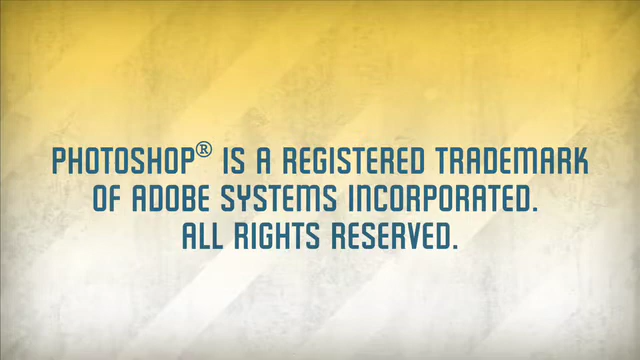 PHOTOSHOP® IS A REGISTERED TRADEMARK
OF ADOBE SYSTEMS INCORPORATED.
ALL RIGHTS RESERVED.